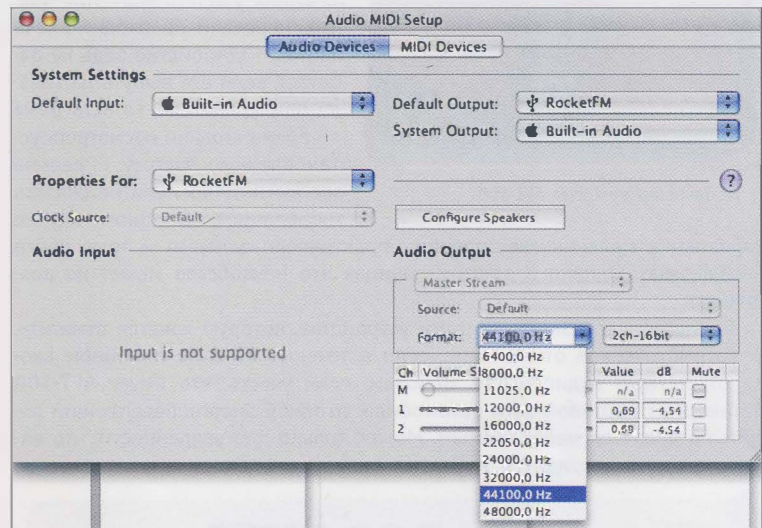 Audio MIDI Setup
Audio Devices MIDI Devices
System Settings
Default Input: Built-in Audio
Default Output: RocketFM
System Output: Built-in Audio
Properties For: RocketFM
?
Clock Source: Default
Configure Speakers
Audio Input
Audio Output
Master Stream
Source: Default
Format: 44100,0 Hz 2ch-16bit
Input is not supported
6400,0 Hz
8000,0 Hz
11025,0 Hz
12000,0 Hz
16000,0 Hz
22050,0 Hz
24000,0 Hz
32000,0 Hz
44100,0 Hz
48000,0 Hz
Ch Volume Value dB Mute
M n/a n/a
1 0,69 -4,54
2 0,69 -4,54